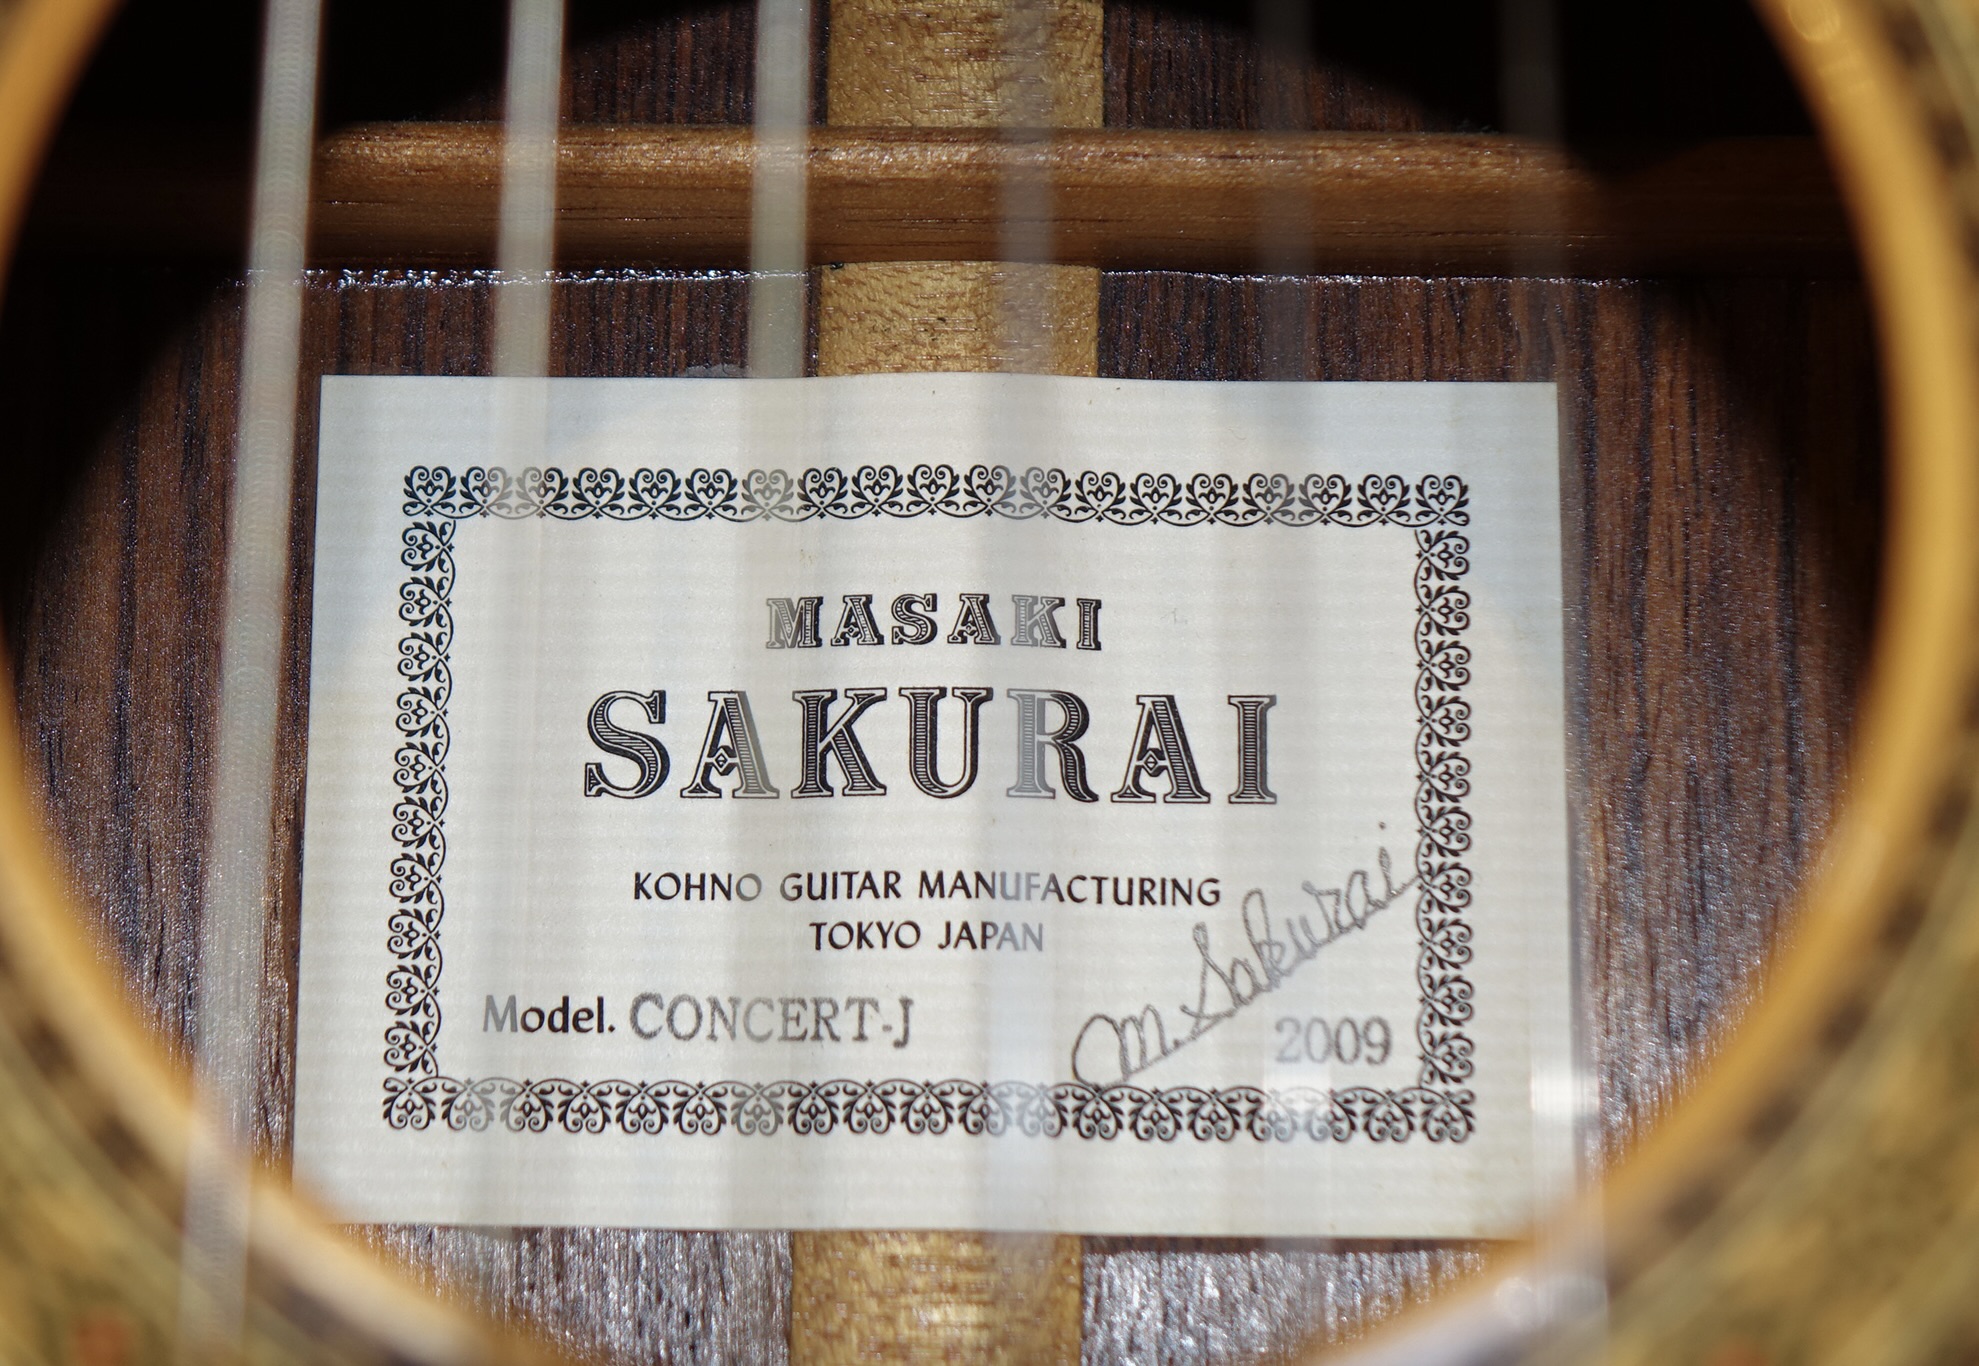 MASAKI
SAKURAI
KOHNO GUITAR MANUFACTURING
TOKYO JAPAN
M. Sakurai
Model. CONCERT-J
2009